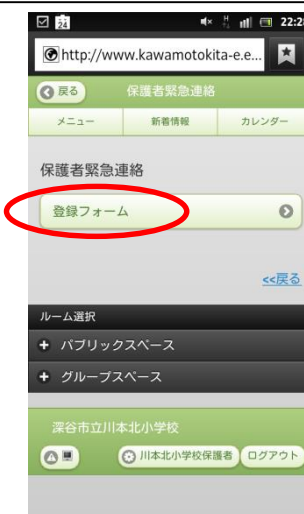 24
H
22:28
http://www.kawamotokita-e.e...
戻る 保護者緊急連絡
メニュー 新着情報 カレンダー
保護者緊急連絡
登録フォーム
<<戻る
ルーム選択
+ パブリックスペース
+ グループスペース
深谷市立川本北小学校
川本北小学校保護者 ログアウト